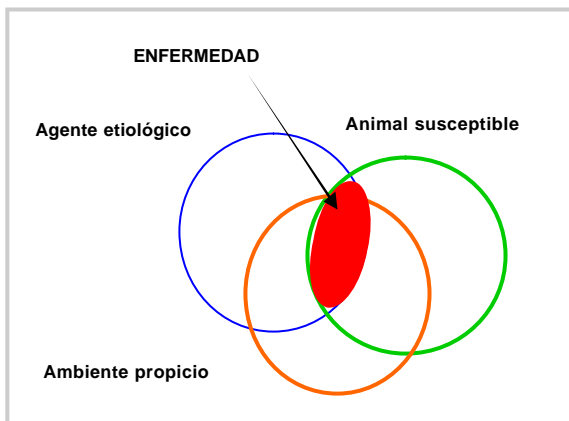 ENFERMEDAD
Agente etiológico
Animal susceptible
Ambiente propicio